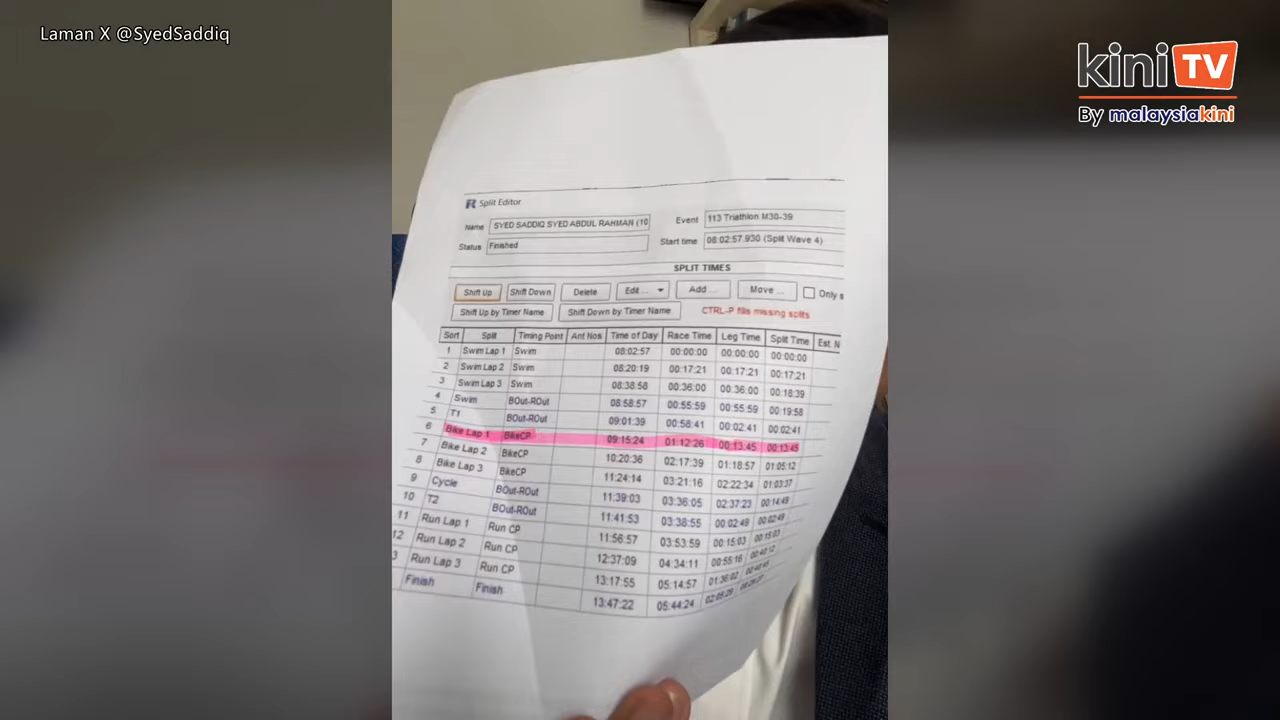 Laman X @SyedSaddiq
kini TV
By malaysiakini
Split Editor
Name SYED SADDIQ SYED ABDUL RAHMAN (10 Event 113 Triathlon M30-39
Status Finished Start time 08:02:57.930 (Split Wave 4)
SPLIT TIMES
Shift Up Shift Down Delete Edit ... Add ... Move ... Only s
Shift Up by Timer Name Shift Down by Timer Name CTRL-P fills missing splits
Sort Split Timing Point Ant Nos Time of Day Race Time Leg Time Split Time Est. N
1 Swim Lap 1 Swim 08:02:57 00:00:00 00:00:00 00:00:00
2 Swim Lap 2 Swim 08:20:19 00:17:21 00:17:21 00:17:21
3 Swim Lap 3 Swim 08:38:58 00:36:00 00:36:00 00:18:39
4 Swim BOut-ROut 08:58:57 00:55:59 00:55:59 00:19:58
5 T1 BOut-ROut 09:01:39 00:58:41 00:02:41 00:02:41
6 Bike Lap 1 BikeCP 09:15:24 01:12:26 00:13:45 00:13:45
7 Bike Lap 2 BikeCP 10:20:36 02:17:39 01:18:57 01:05:12
8 Bike Lap 3 BikeCP 11:24:14 03:21:16 02:22:34 01:03:37
9 Cycle BOut-ROut 11:39:03 03:36:05 02:37:23 00:14:49
10 T2 BOut-ROut 11:41:53 03:38:55 00:02:49 00:02:49
11 Run Lap 1 Run CP 11:56:57 03:53:59 00:15:03 00:15:03
12 Run Lap 2 Run CP 12:37:09 04:34:11 00:55:16 00:40:12
3 Run Lap 3 Run CP 13:17:55 05:14:57 01:36:02
Finish Finish 13:47:22 05:44:24